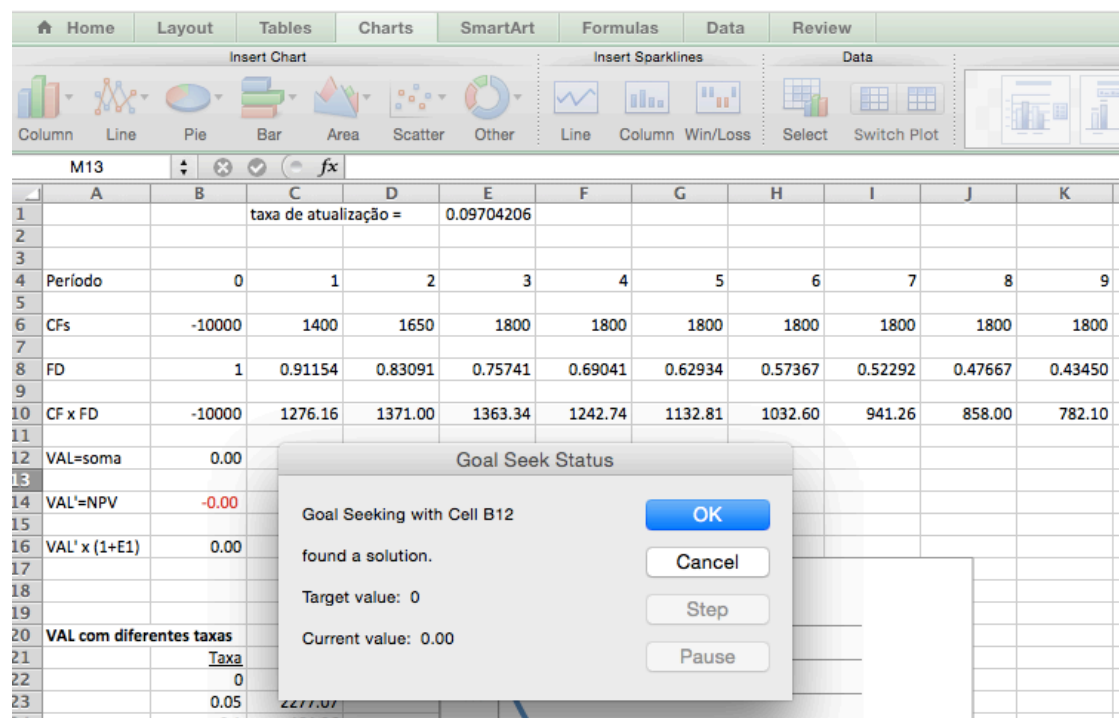 Home Layout Tables Charts SmartArt Formulas Data Review
Insert Chart Insert Sparklines Data
Column Line Pie Bar Area Scatter Other Line Column Win/Loss Select Switch Plot
M13 fx
A B C D E F G H I J K
1 taxa de atualização = 0.09704206
2
3
4 Período 0 1 2 3 4 5 6 7 8 9
5
6 CFs -10000 1400 1650 1800 1800 1800 1800 1800 1800 1800
7
8 FD 1 0.91154 0.83091 0.75741 0.69041 0.62934 0.57367 0.52292 0.47667 0.43450
9
10 CF x FD -10000 1276.16 1371.00 1363.34 1242.74 1132.81 1032.60 941.26 858.00 782.10
11
12 VAL=soma 0.00
13
14 VAL'=NPV -0.00
15
16 VAL' x (1+E1) 0.00
17
18
19
20 VAL com diferentes taxas
21 Taxa
22 0
23 0.05 2277.07
Goal Seek Status
Goal Seeking with Cell B12
found a solution.
Target value: 0
Current value: 0.00
OK
Cancel
Step
Pause